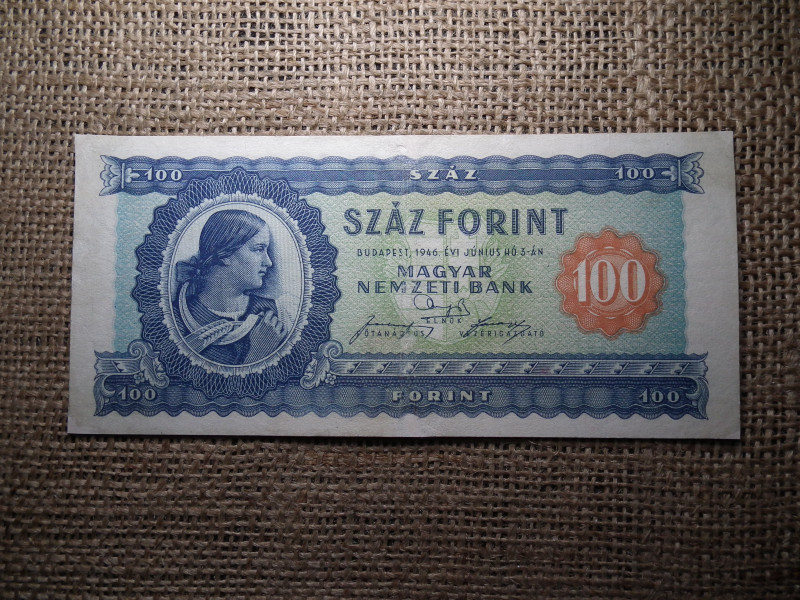 100 SZÁZ 100
SZÁZ FORINT
BUDAPEST, 1946. ÉVI JÚNIUS HÓ 3-ÁN
MAGYAR
NEMZETI BANK
100
ELNÖK
FŐTANÁCSOS VEZÉRIGAZGATÓ
100 FORINT 100